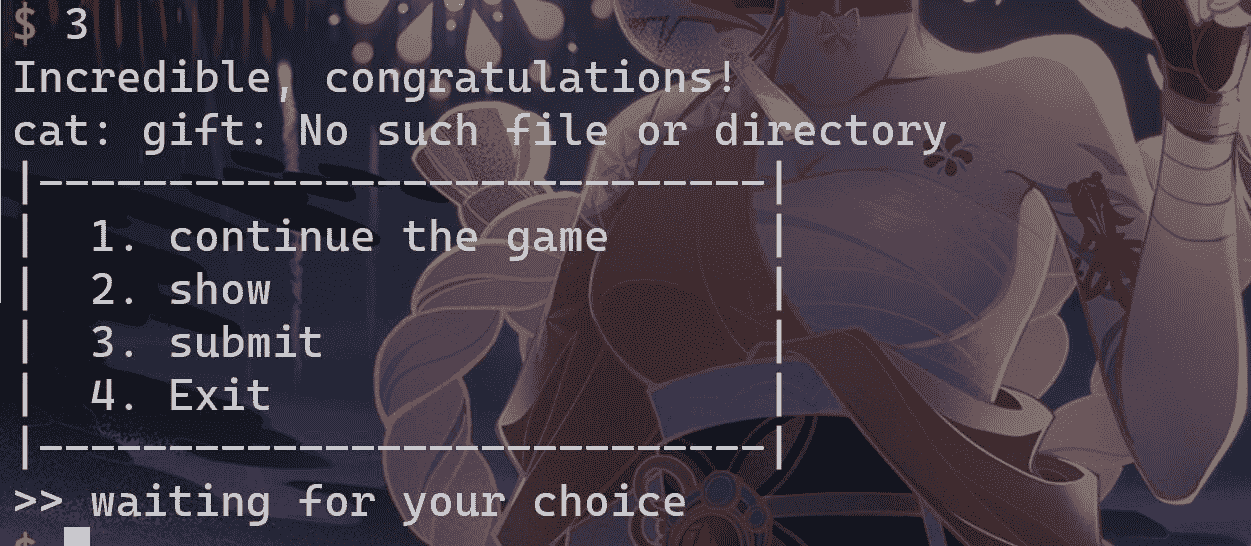 $ 3
Incredible, congratulations!
cat: gift: No such file or directory
|----------------------------|
|  1. continue the game      |
|  2. show                   |
|  3. submit                 |
|  4. Exit                   |
|----------------------------|
>> waiting for your choice
$